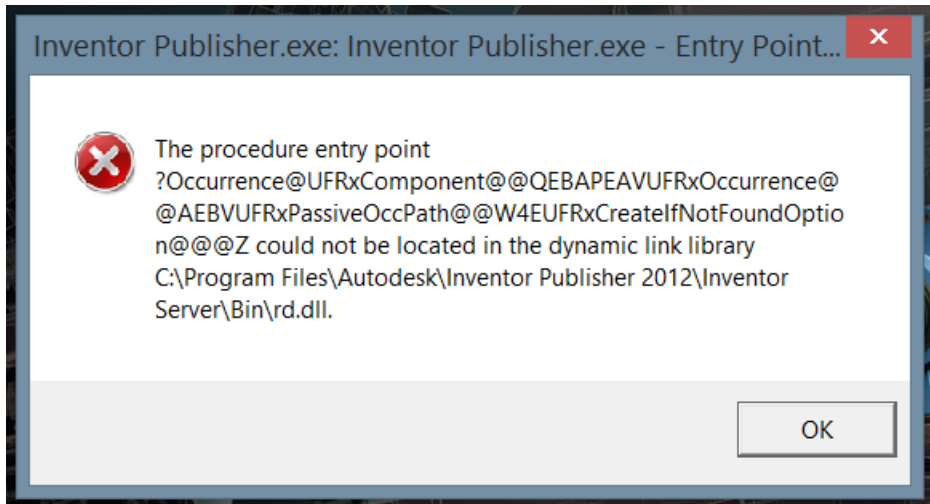 Inventor Publisher.exe: Inventor Publisher.exe - Entry Point...
The procedure entry point
?Occurrence@UFRxComponent@@QEBAPEAVUFRxOccurrence@
@AEBVUFRxPassiveOccPath@@W4EUFRxCreateIfNotFoundOptio
n@@@Z could not be located in the dynamic link library
C:\Program Files\Autodesk\Inventor Publisher 2012\Inventor
Server\Bin\rd.dll.
OK